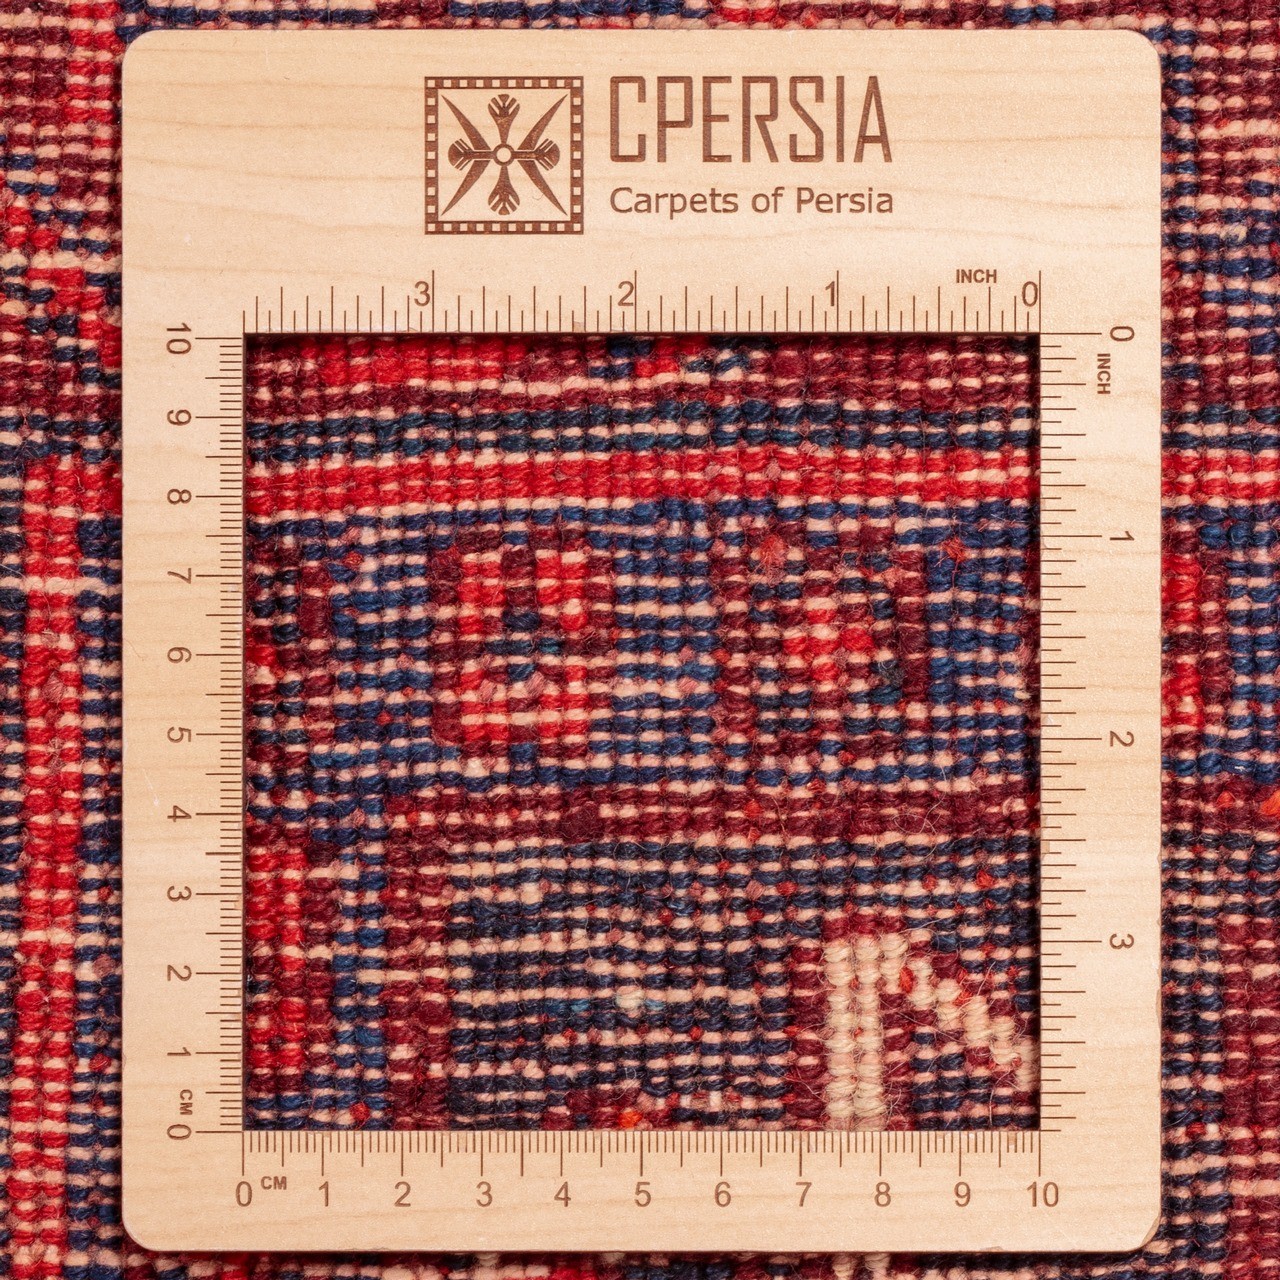 CPERSIA
Carpets of Persia
INCH
3 2 1 0
10 9 8 7 6 5 4 3 2 1 CM 0
0 INCH 1 2 3
0 CM 1 2 3 4 5 6 7 8 9 10